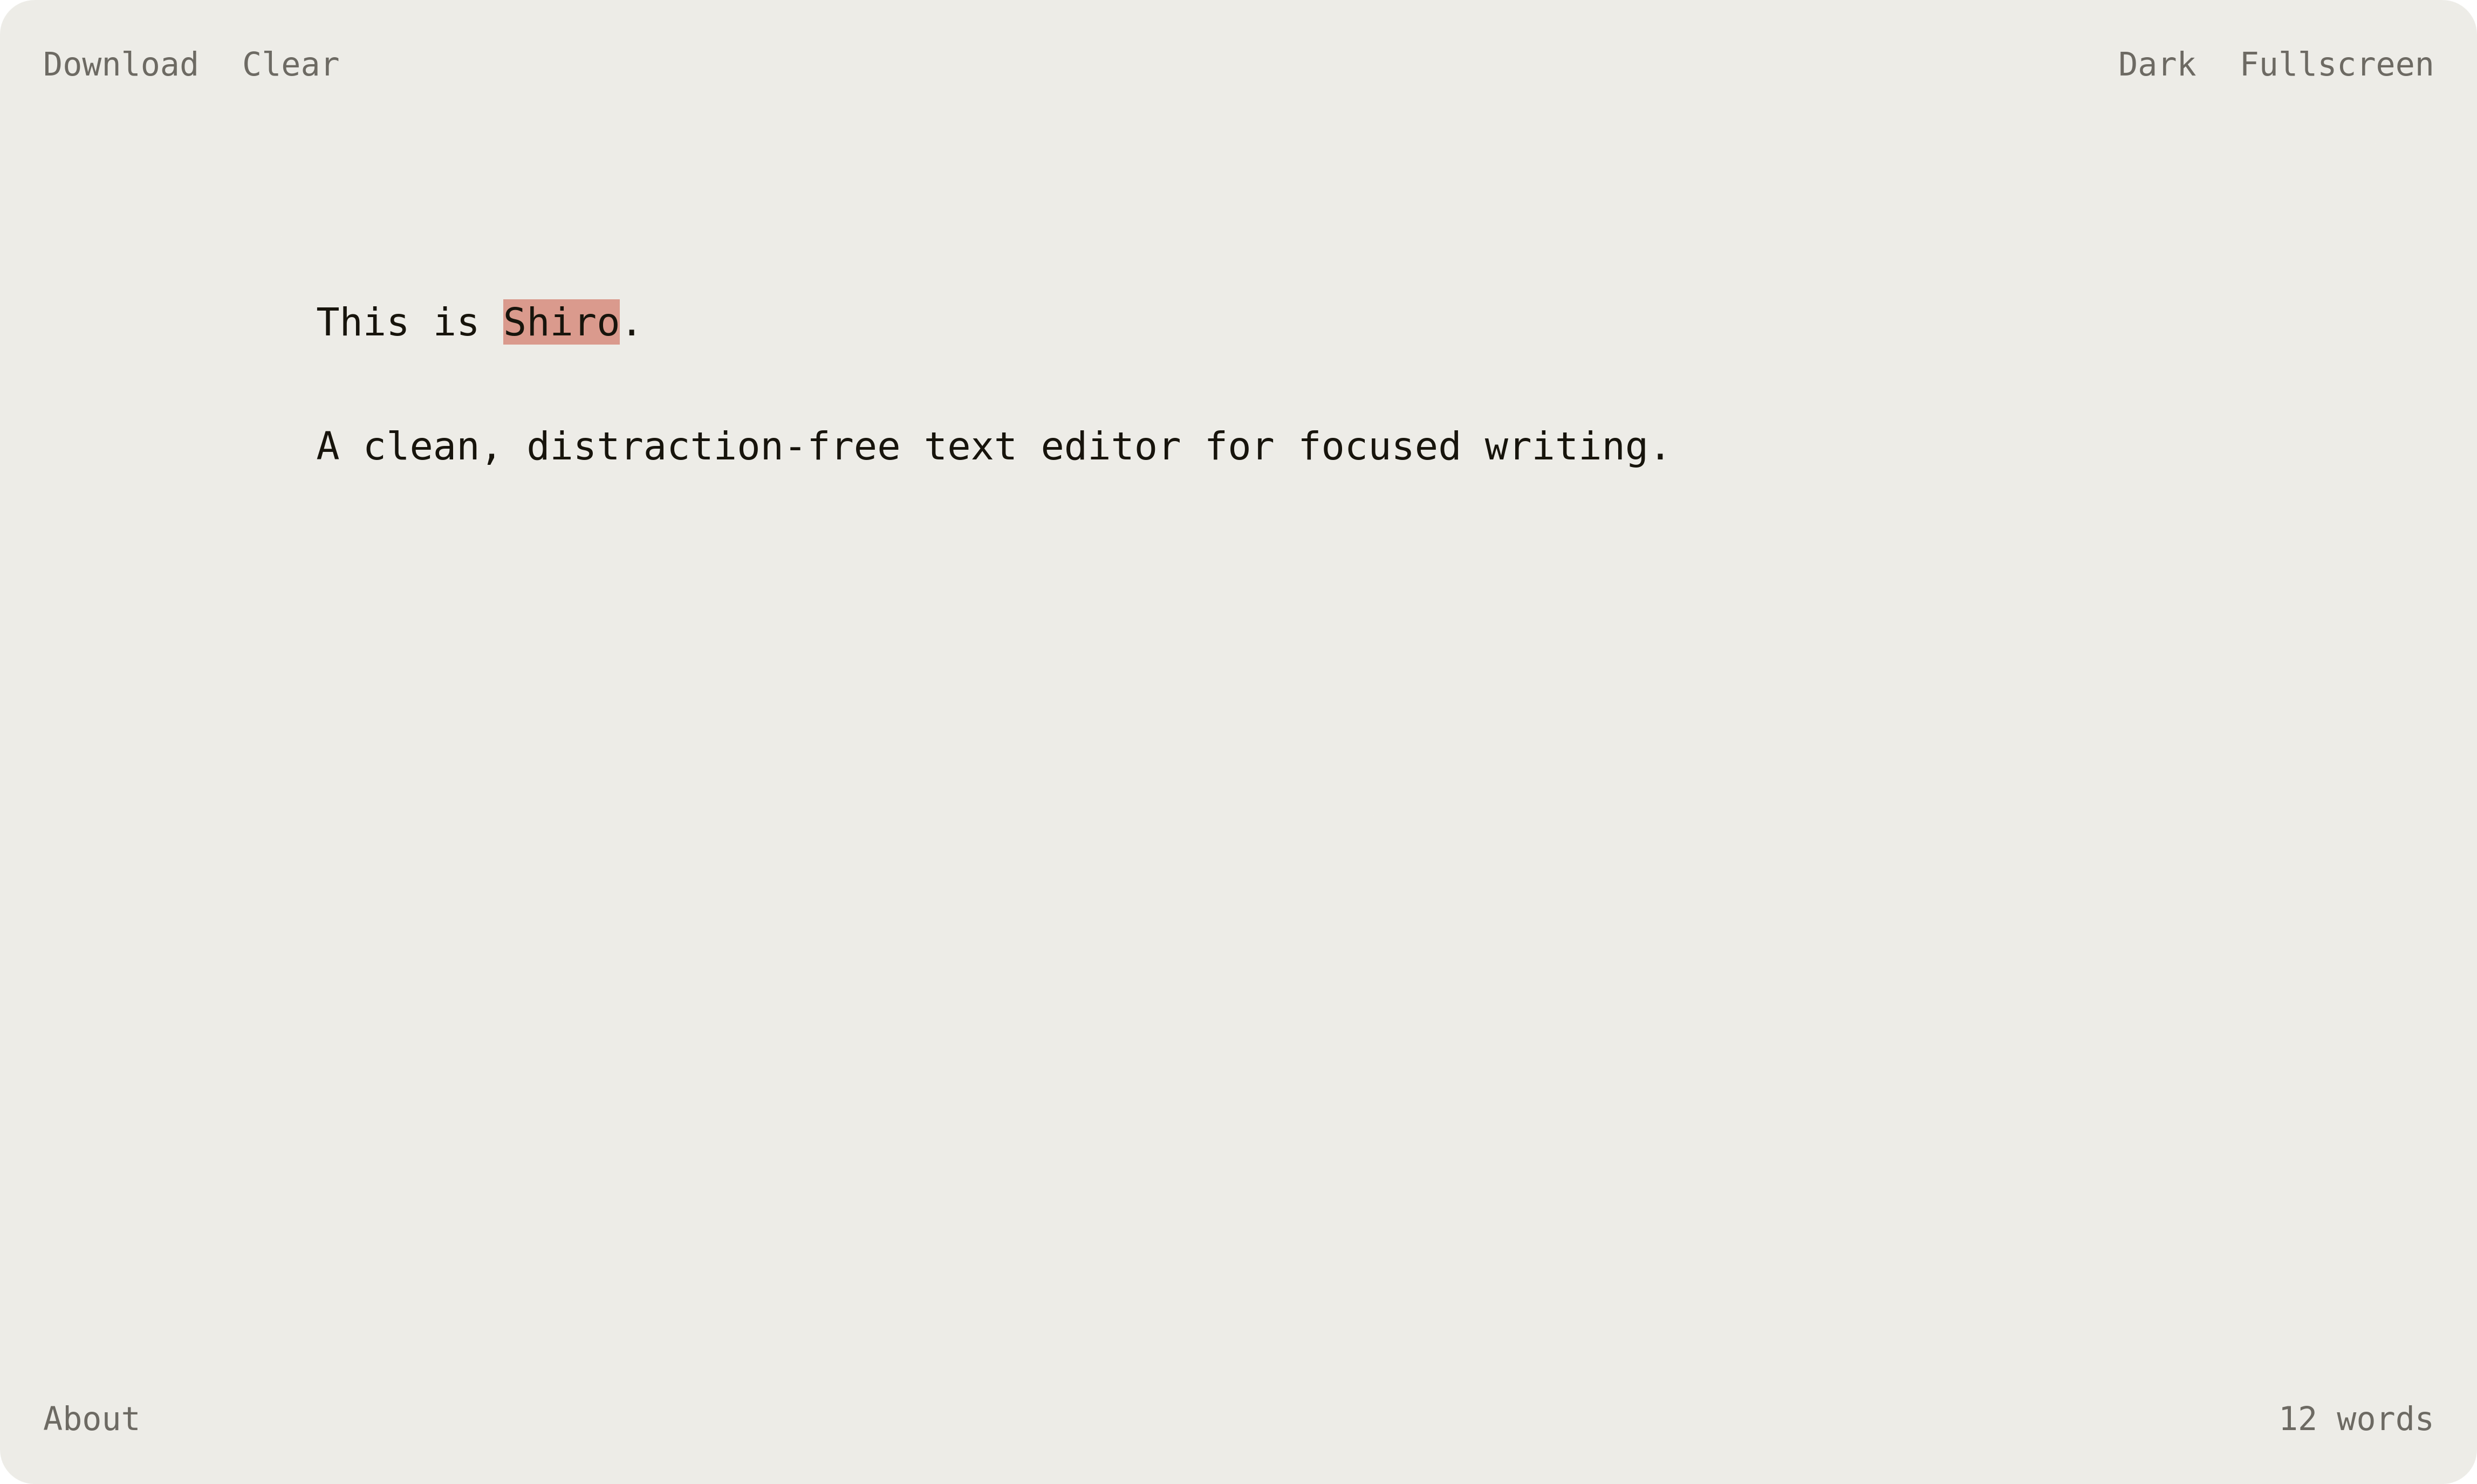 Download Clear Dark Fullscreen
This is Shiro.
A clean, distraction-free text editor for focused writing.
About 12 words